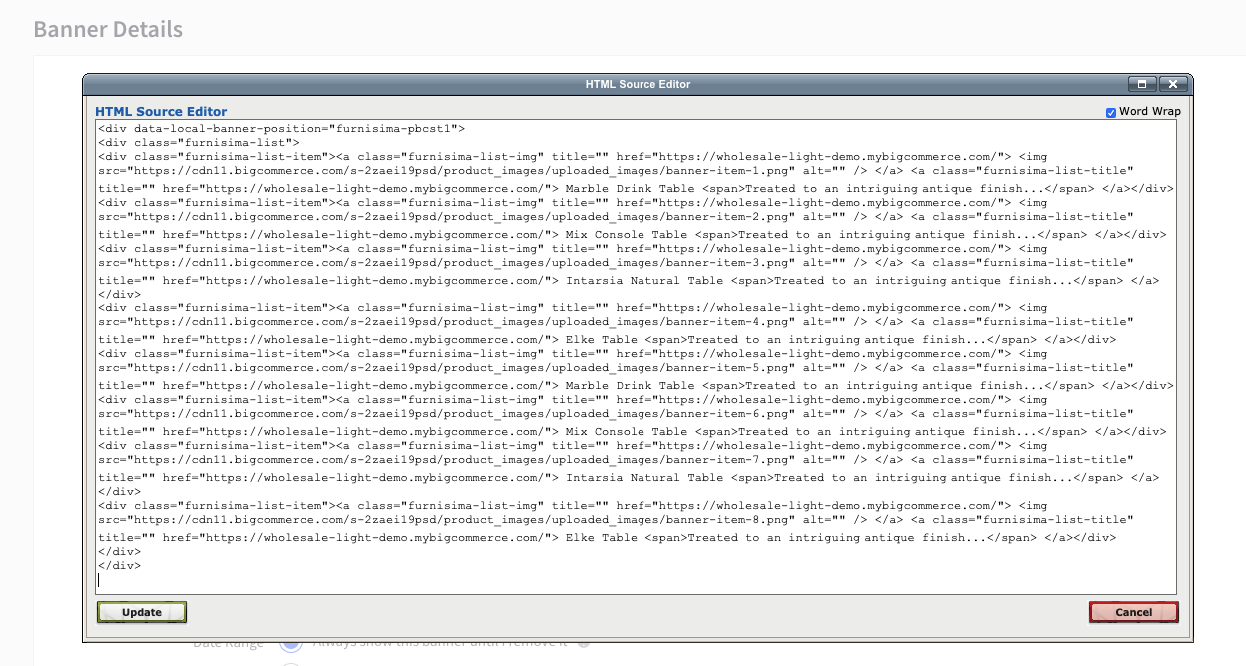 Banner Details
HTML Source Editor
HTML Source Editor
Word Wrap
<div data-local-banner-position="furnisima-pbcst1">
<div class="furnisima-list">
<div class="furnisima-list-item"><a class="furnisima-list-img" title="" href="https://wholesale-light-demo.mybigcommerce.com/"> <img
src="https://cdn11.bigcommerce.com/s-2zaei19psd/product_images/uploaded_images/banner-item-1.png" alt="" /> </a> <a class="furnisima-list-title"
title="" href="https://wholesale-light-demo.mybigcommerce.com/"> Marble Drink Table <span>Treated to an intriguing antique finish...</span> </a></div>
<div class="furnisima-list-item"><a class="furnisima-list-img" title="" href="https://wholesale-light-demo.mybigcommerce.com/"> <img
src="https://cdn11.bigcommerce.com/s-2zaei19psd/product_images/uploaded_images/banner-item-2.png" alt="" /> </a> <a class="furnisima-list-title"
title="" href="https://wholesale-light-demo.mybigcommerce.com/"> Mix Console Table <span>Treated to an intriguing antique finish...</span> </a></div>
<div class="furnisima-list-item"><a class="furnisima-list-img" title="" href="https://wholesale-light-demo.mybigcommerce.com/"> <img
src="https://cdn11.bigcommerce.com/s-2zaei19psd/product_images/uploaded_images/banner-item-3.png" alt="" /> </a> <a class="furnisima-list-title"
title="" href="https://wholesale-light-demo.mybigcommerce.com/"> Intarsia Natural Table <span>Treated to an intriguing antique finish...</span> </a>
</div>
<div class="furnisima-list-item"><a class="furnisima-list-img" title="" href="https://wholesale-light-demo.mybigcommerce.com/"> <img
src="https://cdn11.bigcommerce.com/s-2zaei19psd/product_images/uploaded_images/banner-item-4.png" alt="" /> </a> <a class="furnisima-list-title"
title="" href="https://wholesale-light-demo.mybigcommerce.com/"> Elke Table <span>Treated to an intriguing antique finish...</span> </a></div>
<div class="furnisima-list-item"><a class="furnisima-list-img" title="" href="https://wholesale-light-demo.mybigcommerce.com/"> <img
src="https://cdn11.bigcommerce.com/s-2zaei19psd/product_images/uploaded_images/banner-item-5.png" alt="" /> </a> <a class="furnisima-list-title"
title="" href="https://wholesale-light-demo.mybigcommerce.com/"> Marble Drink Table <span>Treated to an intriguing antique finish...</span> </a></div>
<div class="furnisima-list-item"><a class="furnisima-list-img" title="" href="https://wholesale-light-demo.mybigcommerce.com/"> <img
src="https://cdn11.bigcommerce.com/s-2zaei19psd/product_images/uploaded_images/banner-item-6.png" alt="" /> </a> <a class="furnisima-list-title"
title="" href="https://wholesale-light-demo.mybigcommerce.com/"> Mix Console Table <span>Treated to an intriguing antique finish...</span> </a></div>
<div class="furnisima-list-item"><a class="furnisima-list-img" title="" href="https://wholesale-light-demo.mybigcommerce.com/"> <img
src="https://cdn11.bigcommerce.com/s-2zaei19psd/product_images/uploaded_images/banner-item-7.png" alt="" /> </a> <a class="furnisima-list-title"
title="" href="https://wholesale-light-demo.mybigcommerce.com/"> Intarsia Natural Table <span>Treated to an intriguing antique finish...</span> </a>
</div>
<div class="furnisima-list-item"><a class="furnisima-list-img" title="" href="https://wholesale-light-demo.mybigcommerce.com/"> <img
src="https://cdn11.bigcommerce.com/s-2zaei19psd/product_images/uploaded_images/banner-item-8.png" alt="" /> </a> <a class="furnisima-list-title"
title="" href="https://wholesale-light-demo.mybigcommerce.com/"> Elke Table <span>Treated to an intriguing antique finish...</span> </a></div>
</div>
</div>
Update
Cancel
Date Range Always show this banner until I remove it